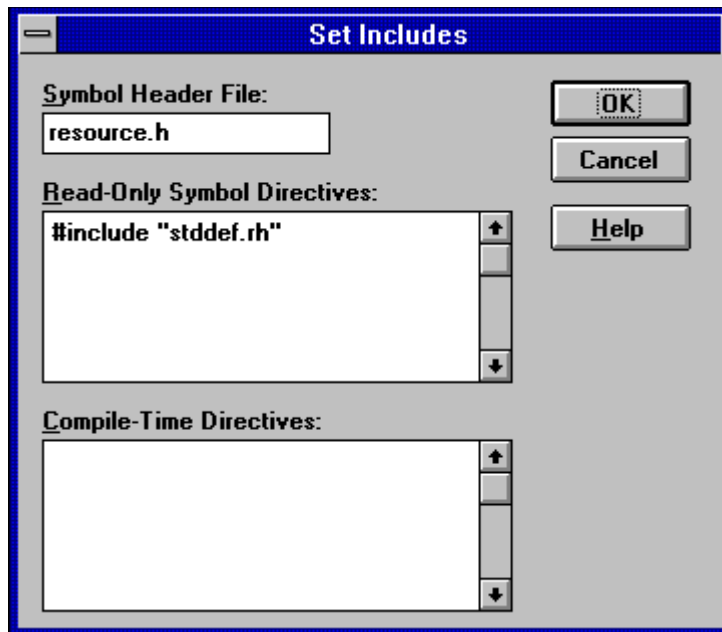 Set Includes
Symbol Header File:
resource.h
OK
Cancel
Read-Only Symbol Directives:
#include "stddef.rh"
Help
Compile-Time Directives: